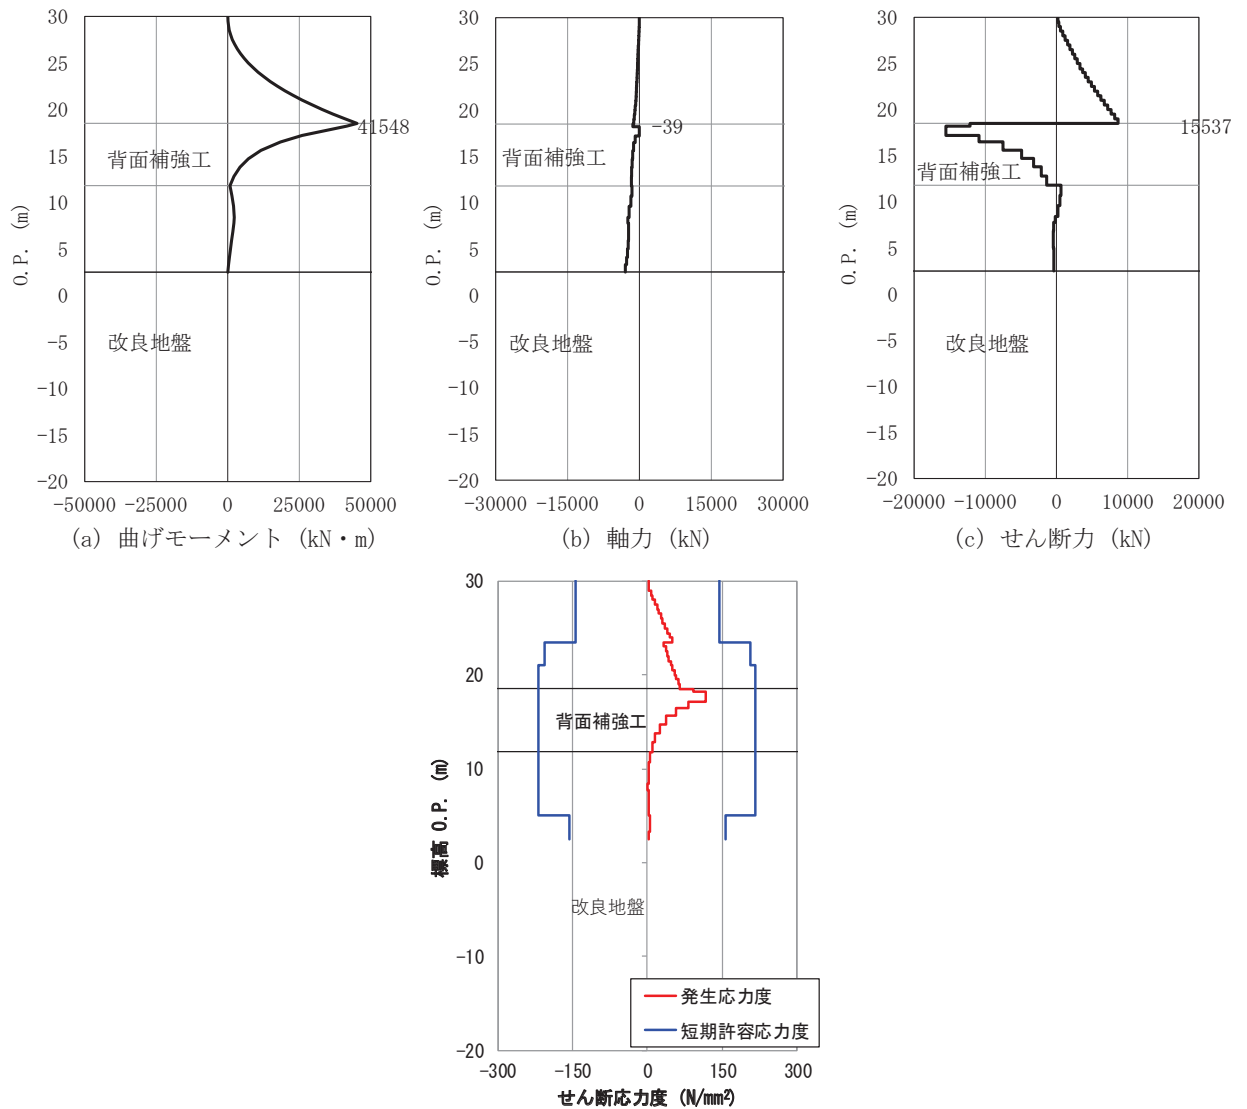 30
25
20
15
10
5
0
-5
-10
-15
-20
O.P. (m)
41548
背面補強工
改良地盤
-50000 -25000 0 25000 50000
(a) 曲げモーメント (kN・m)
30
25
20
15
10
5
0
-5
-10
-15
-20
O.P. (m)
-39
背面補強工
改良地盤
-30000 -15000 0 15000 30000
(b) 軸力 (kN)
30
25
20
15
10
5
0
-5
-10
-15
-20
O.P. (m)
15537
背面補強工
改良地盤
-20000 -10000 0 10000 20000
(c) せん断力 (kN)
30
20
10
0
-10
-20
標高 O.P. (m)
背面補強工
改良地盤
発生応力度
短期許容応力度
-300 -150 0 150 300
せん断応力度 (N/mm²)